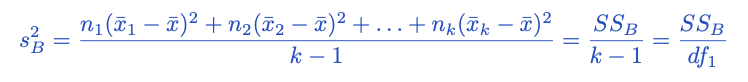 $s_B^2 = \frac{n_1(\bar{x}_1 - \bar{x})^2 + n_2(\bar{x}_2 - \bar{x})^2 + \ldots + n_k(\bar{x}_k - \bar{x})^2}{k - 1} = \frac{SS_B}{k - 1} = \frac{SS_B}{df_1}$